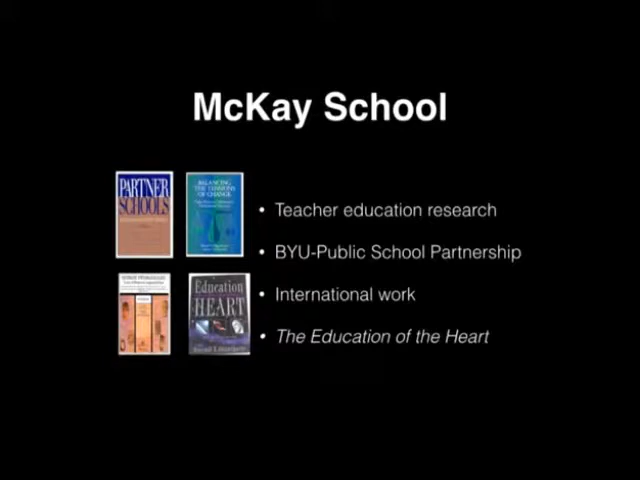 McKay School
PARTNER
SCHOOLS
BALANCING
THE TENSIONS
OF CHANGE
Education
HEART
• Teacher education research
• BYU-Public School Partnership
• International work
• The Education of the Heart